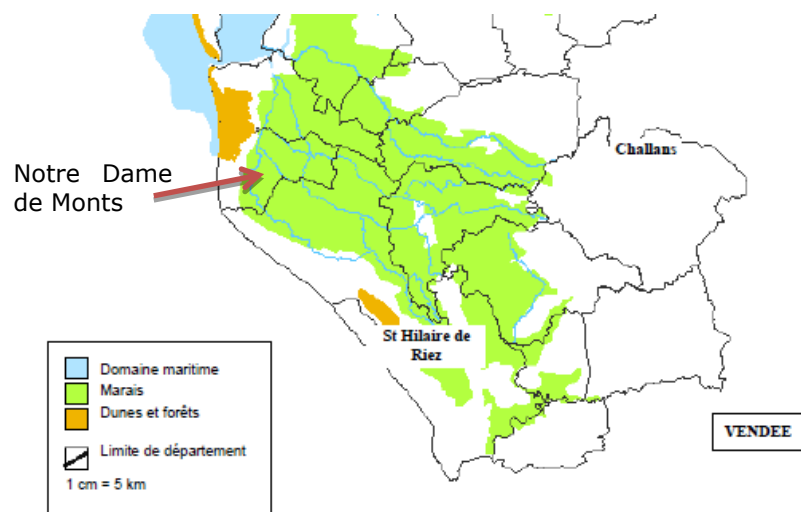 Challans
Notre Dame
de Monts
St Hilaire de
Riez
Domaine maritime
Marais
Dunes et forêts
Limite de département
1 cm = 5 km
VENDEE